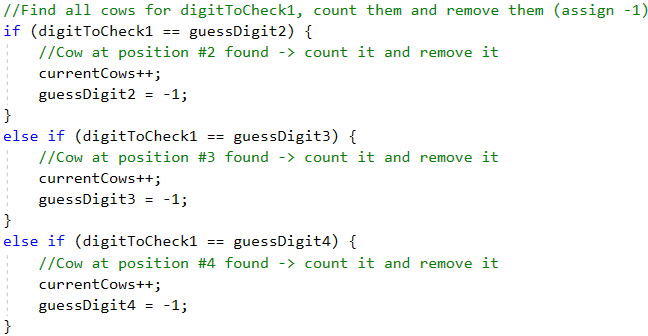 //Find all cows for digitToCheck1, count them and remove them (assign -1)
if (digitToCheck1 == guessDigit2) {
    //Cow at position #2 found -> count it and remove it
    currentCows++;
    guessDigit2 = -1;
}
else if (digitToCheck1 == guessDigit3) {
    //Cow at position #3 found -> count it and remove it
    currentCows++;
    guessDigit3 = -1;
}
else if (digitToCheck1 == guessDigit4) {
    //Cow at position #4 found -> count it and remove it
    currentCows++;
    guessDigit4 = -1;
}